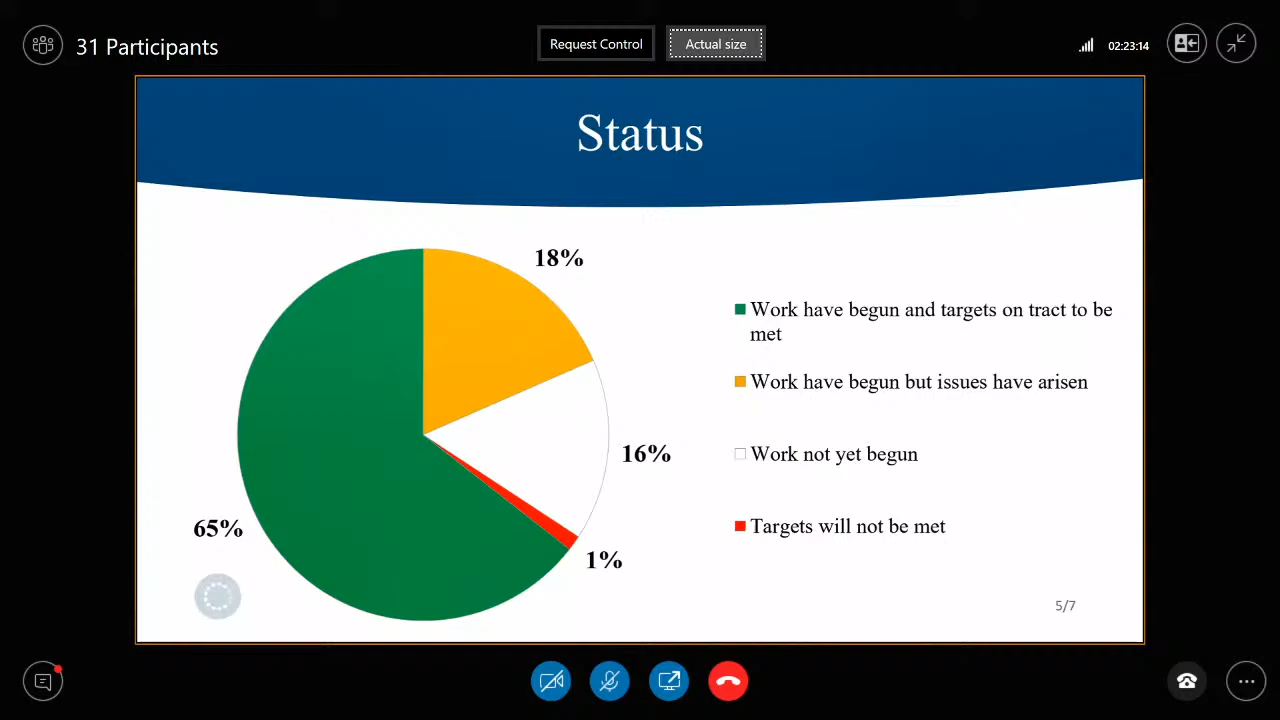 31 Participants
Request Control
Actual size
02:23:14
Status
18%
16%
65%
1%
Work have begun and targets on tract to be
met
Work have begun but issues have arisen
Work not yet begun
Targets will not be met
5/7